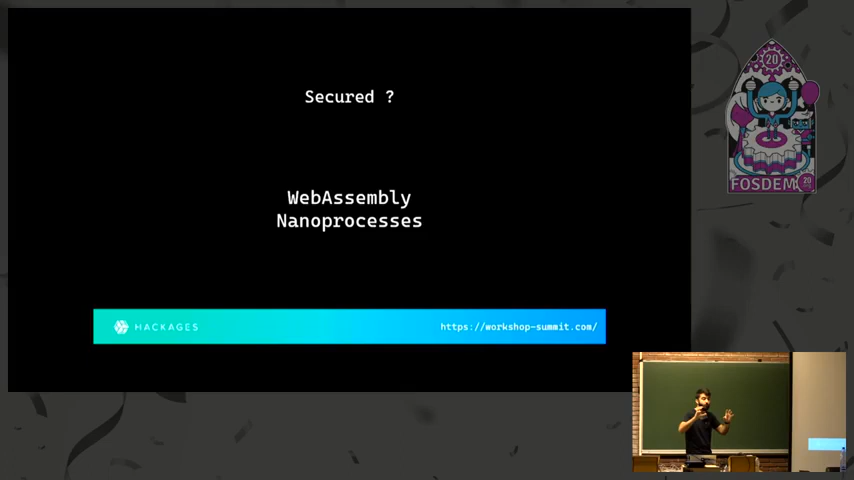 Secured ?
WebAssembly
Nanoprocesses
HACKAGES
https://workshop-summit.com/
20
FOSDEM
20